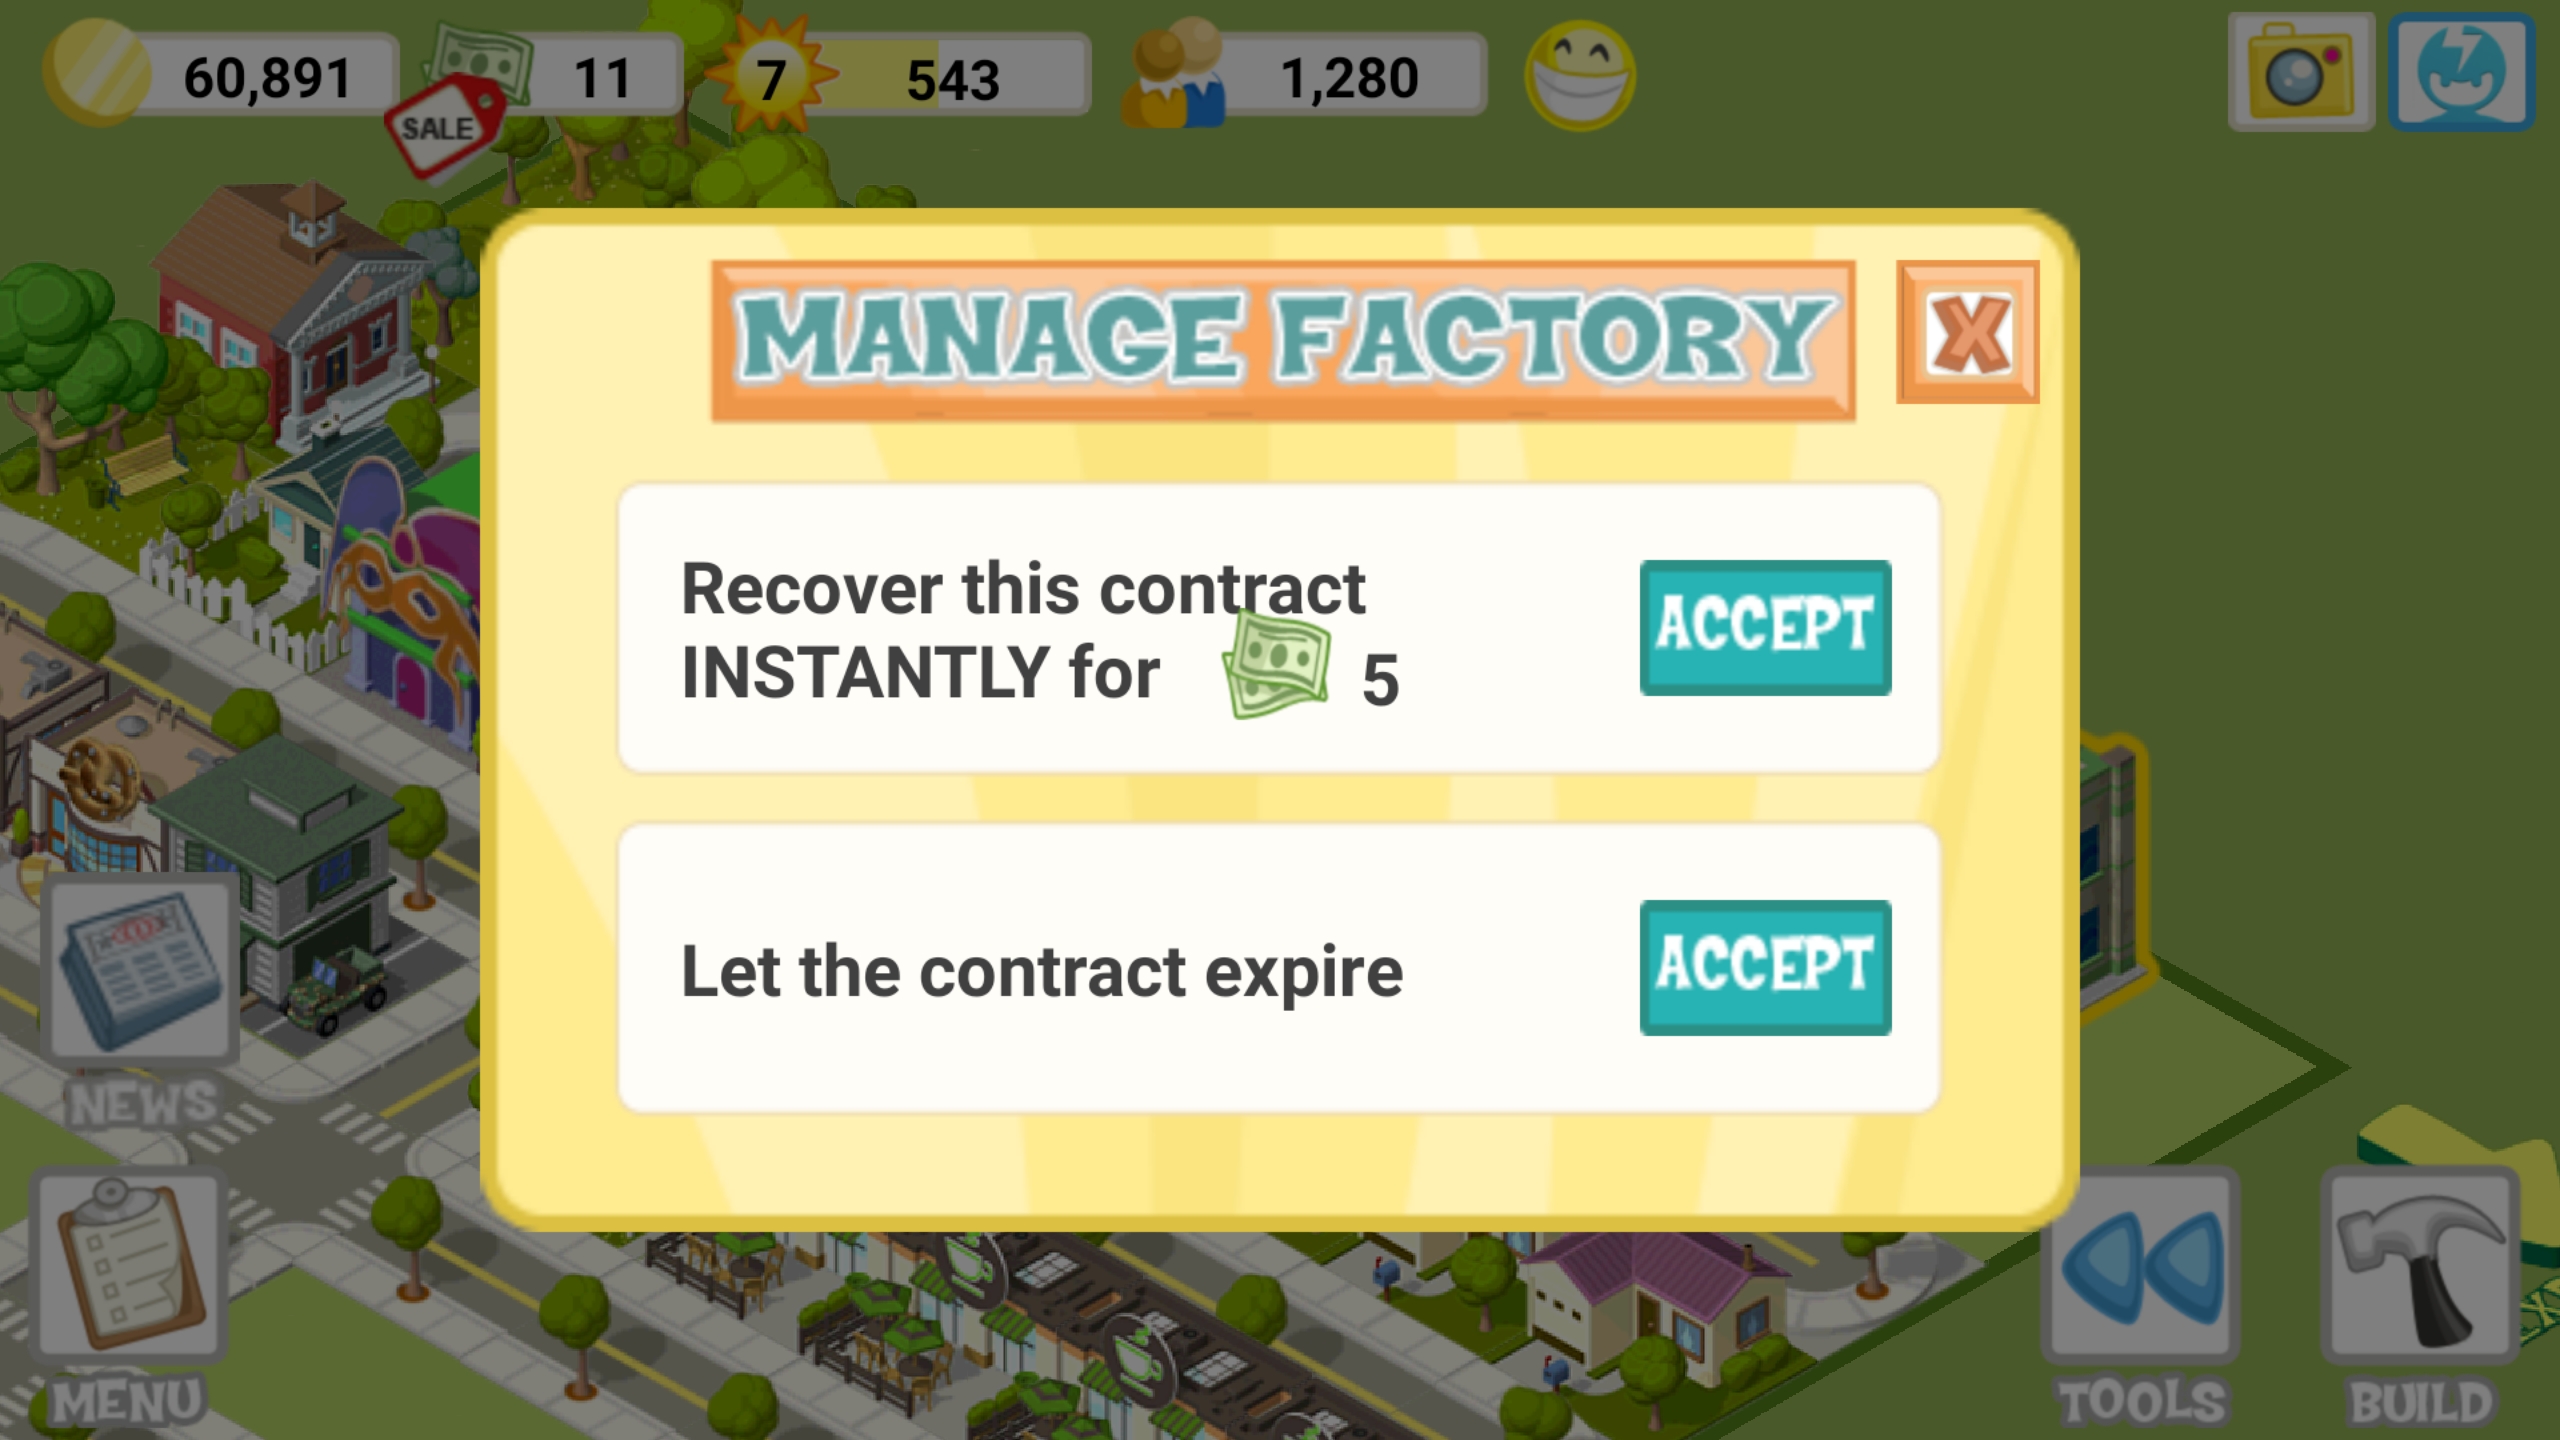 60,891
11
7
543
1,280
SALE
MANAGE FACTORY
X
Recover this contract
INSTANTLY for 5
ACCEPT
Let the contract expire
ACCEPT
NEWS
MENU
TOOLS
BUILD